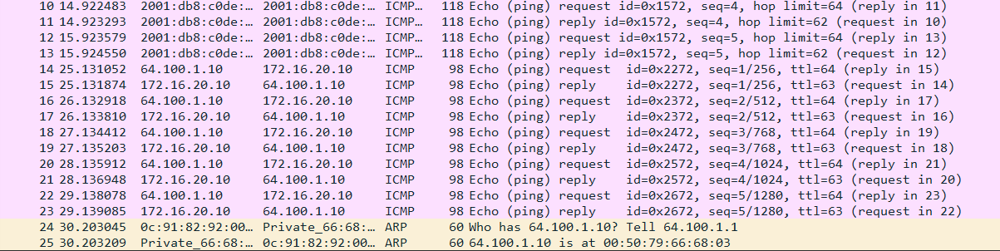 10 14.922483 2001:db8:c0de:… 2001:db8:c0de:… ICMP… 118 Echo (ping) request id=0x1572, seq=4, hop limit=64 (reply in 11)
11 14.923293 2001:db8:c0de:… 2001:db8:c0de:… ICMP… 118 Echo (ping) reply id=0x1572, seq=4, hop limit=62 (request in 10)
12 15.923579 2001:db8:c0de:… 2001:db8:c0de:… ICMP… 118 Echo (ping) request id=0x1572, seq=5, hop limit=64 (reply in 13)
13 15.924550 2001:db8:c0de:… 2001:db8:c0de:… ICMP… 118 Echo (ping) reply id=0x1572, seq=5, hop limit=62 (request in 12)
14 25.131052 64.100.1.10 172.16.20.10 ICMP 98 Echo (ping) request id=0x2272, seq=1/256, ttl=64 (reply in 15)
15 25.131874 172.16.20.10 64.100.1.10 ICMP 98 Echo (ping) reply id=0x2272, seq=1/256, ttl=63 (request in 14)
16 26.132918 64.100.1.10 172.16.20.10 ICMP 98 Echo (ping) request id=0x2372, seq=2/512, ttl=64 (reply in 17)
17 26.133810 172.16.20.10 64.100.1.10 ICMP 98 Echo (ping) reply id=0x2372, seq=2/512, ttl=63 (request in 16)
18 27.134412 64.100.1.10 172.16.20.10 ICMP 98 Echo (ping) request id=0x2472, seq=3/768, ttl=64 (reply in 19)
19 27.135203 172.16.20.10 64.100.1.10 ICMP 98 Echo (ping) reply id=0x2472, seq=3/768, ttl=63 (request in 18)
20 28.135912 64.100.1.10 172.16.20.10 ICMP 98 Echo (ping) request id=0x2572, seq=4/1024, ttl=64 (reply in 21)
21 28.136948 172.16.20.10 64.100.1.10 ICMP 98 Echo (ping) reply id=0x2572, seq=4/1024, ttl=63 (request in 20)
22 29.138078 64.100.1.10 172.16.20.10 ICMP 98 Echo (ping) request id=0x2672, seq=5/1280, ttl=64 (reply in 23)
23 29.139085 172.16.20.10 64.100.1.10 ICMP 98 Echo (ping) reply id=0x2672, seq=5/1280, ttl=63 (request in 22)
24 30.203045 0c:91:82:92:00… Private_66:68:… ARP 60 Who has 64.100.1.10? Tell 64.100.1.1
25 30.203209 Private_66:68:… 0c:91:82:92:00… ARP 60 64.100.1.10 is at 00:50:79:66:68:03